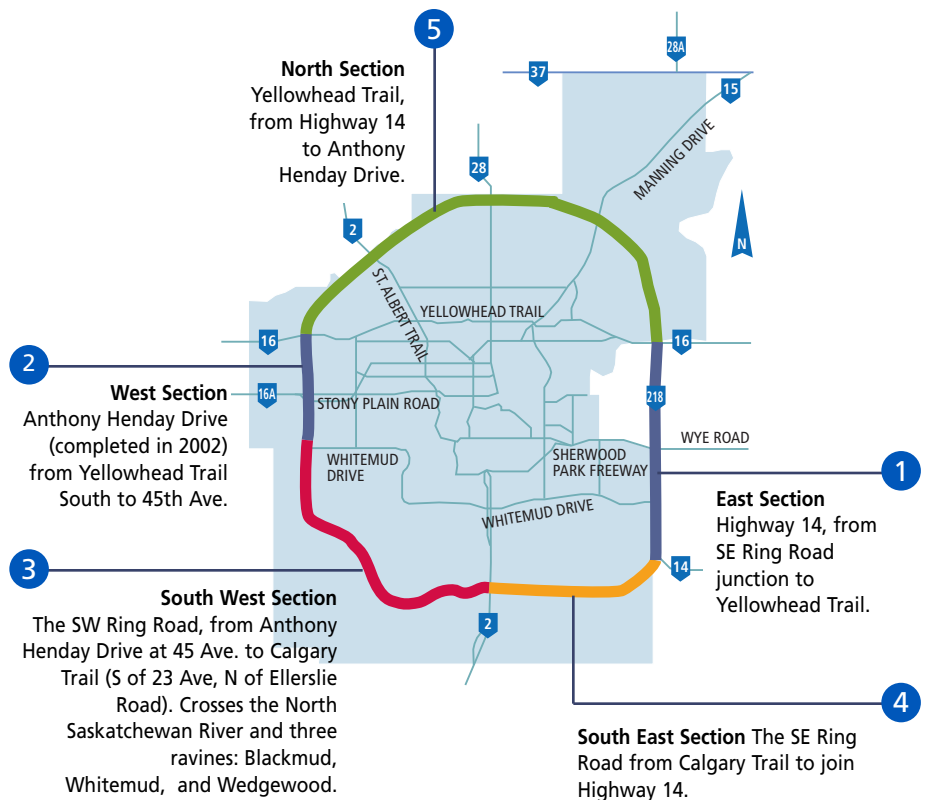 5
North Section
Yellowhead Trail,
from Highway 14
to Anthony
Henday Drive.
28A
37
15
MANNING DRIVE
28
2
N
ST. ALBERT TRAIL
YELLOWHEAD TRAIL
16
16
2
West Section
Anthony Henday Drive
(completed in 2002)
from Yellowhead Trail
South to 45th Ave.
16A
STONY PLAIN ROAD
218
WHITEMUD
DRIVE
SHERWOOD
PARK FREEWAY
WYE ROAD
WHITEMUD DRIVE
1
East Section
Highway 14, from
SE Ring Road
junction to
Yellowhead Trail.
3
South West Section
The SW Ring Road, from Anthony
Henday Drive at 45 Ave. to Calgary
Trail (S of 23 Ave, N of Ellerslie
Road). Crosses the North
Saskatchewan River and three
ravines: Blackmud,
Whitemud, and Wedgewood.
14
2
4
South East Section The SE Ring
Road from Calgary Trail to join
Highway 14.